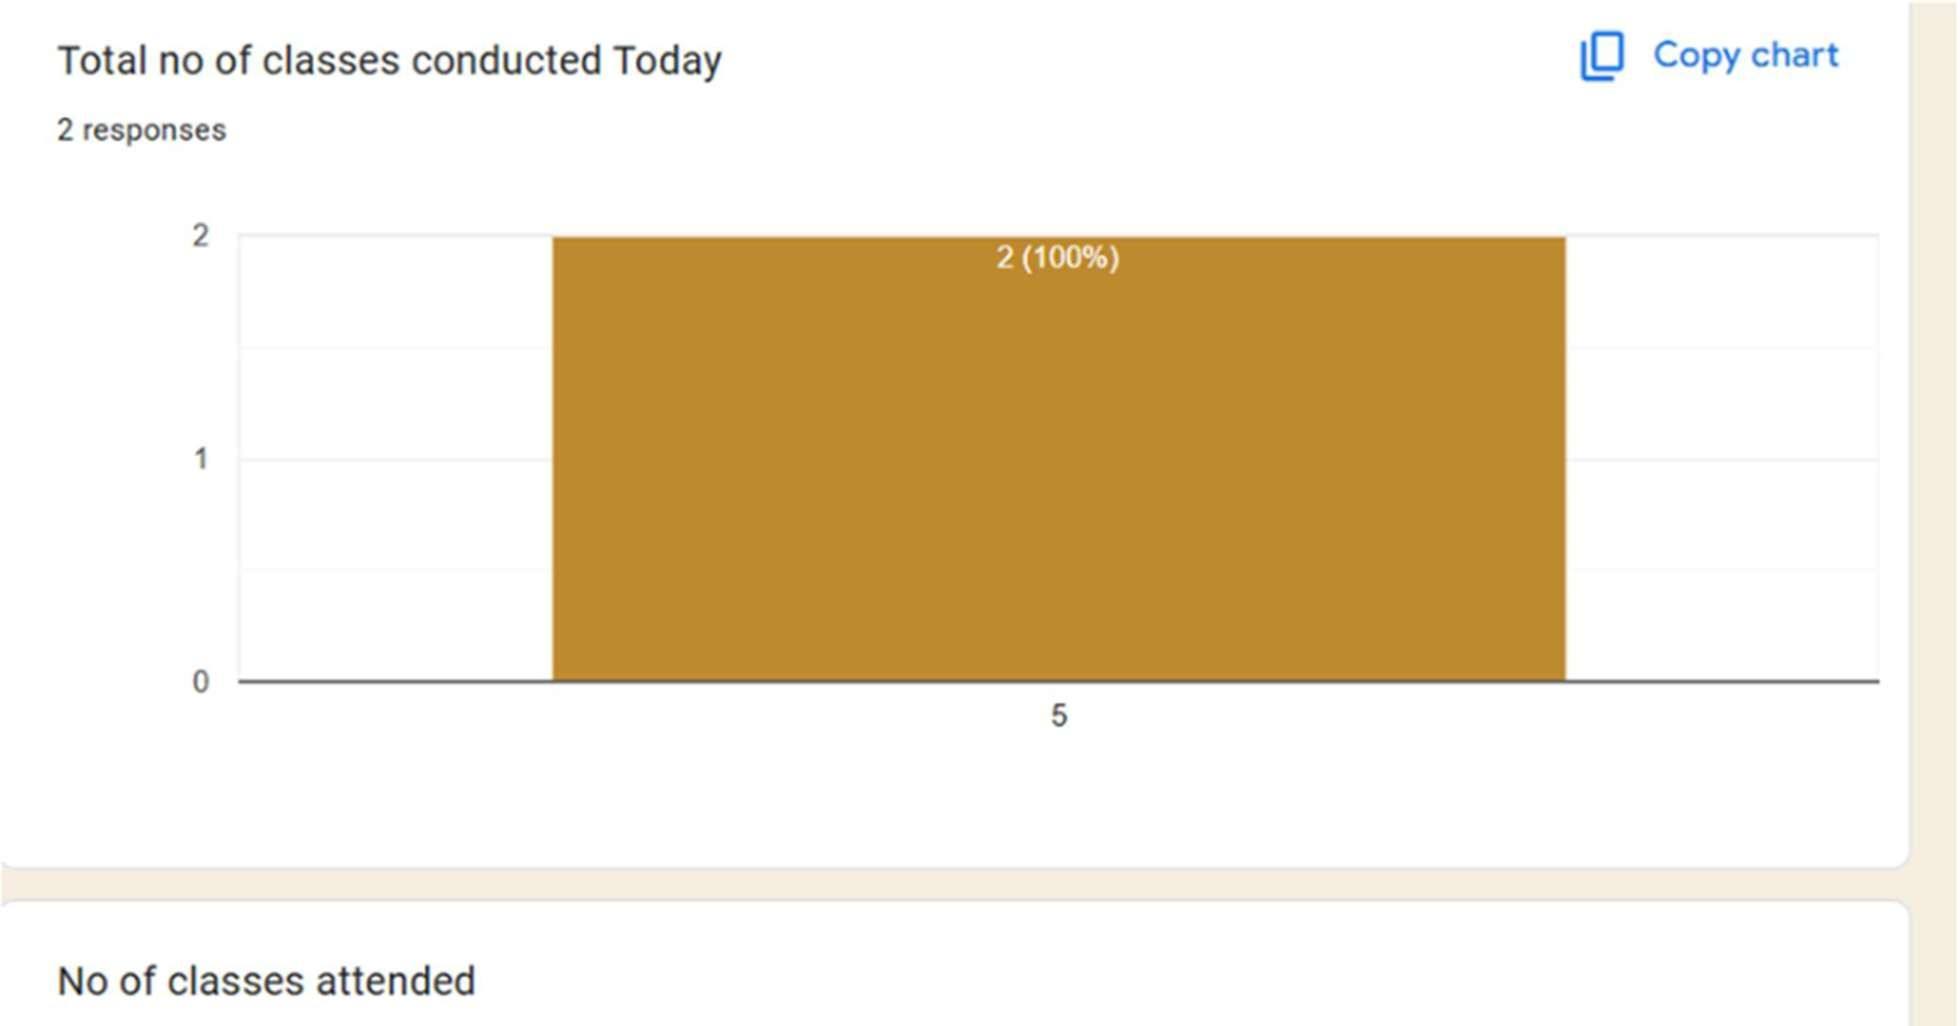 Total no of classes conducted Today
Copy chart
2 responses
2
2 (100%)
1
0
5
No of classes attended